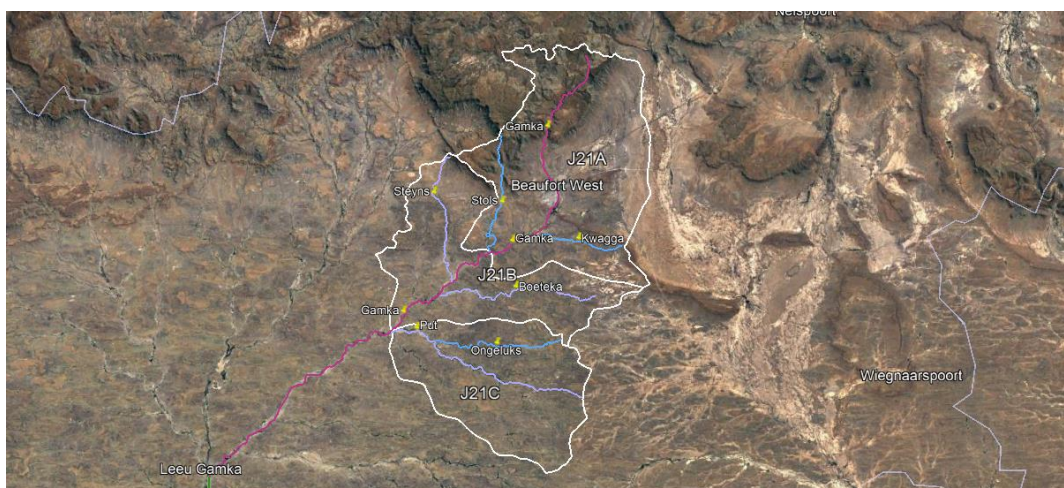 Nelspoort
Gamka
J21A
Beaufort West
Steyns
Stols
Gamka
Kwagga
J21B
Boeteka
Gamka
Put
Ongeluks
J21C
Wiegnaarspoort
Leeu Gamka